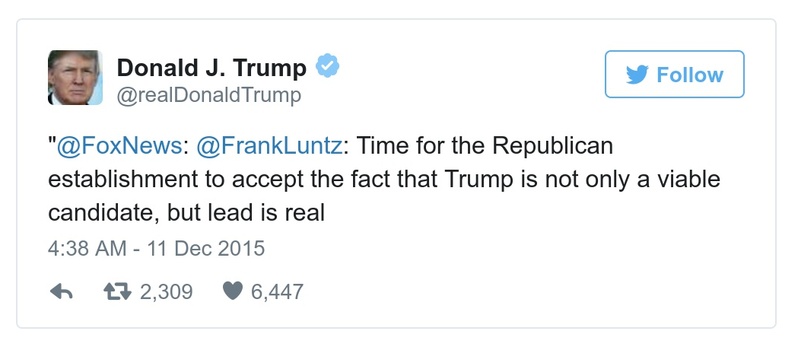 Donald J. Trump
@realDonaldTrump
Follow
"@FoxNews: @FrankLuntz: Time for the Republican
establishment to accept the fact that Trump is not only a viable
candidate, but lead is real
4:38 AM - 11 Dec 2015
2,309 6,447